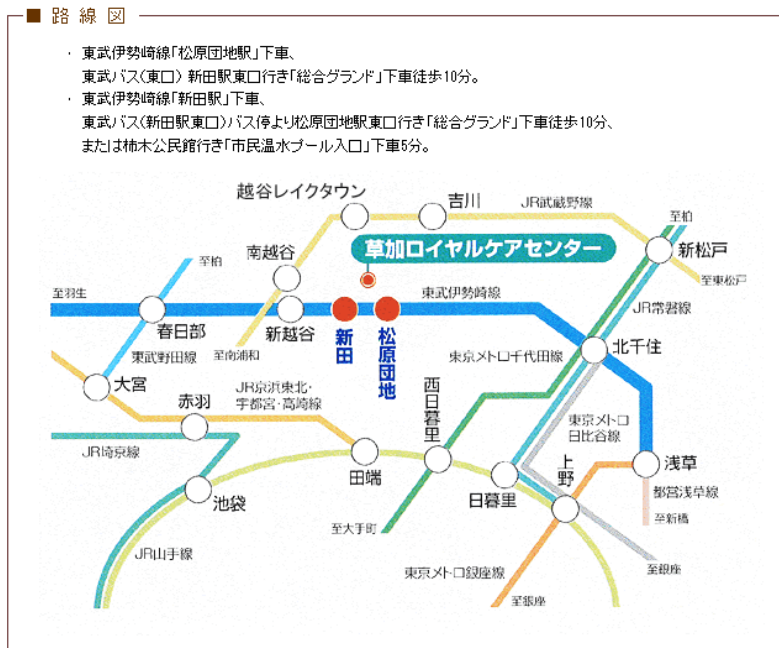 ■ 路線図
・ 東武伊勢崎線「松原団地駅」下車、
東武バス(東口) 新田駅東口行き「総合グランド」下車徒歩10分。
・ 東武伊勢崎線「新田駅」下車、
東武バス(新田駅東口)バス停より松原団地駅東口行き「総合グランド」下車徒歩10分、
または柿木公民館行き「市民温水プール入口」下車5分。
越谷レイクタウン
吉川
JR武蔵野線
至柏
南越谷
草加ロイヤルケアセンター
新松戸
至柏
至東松戸
至羽生
東武伊勢崎線
JR常磐線
春日部
新越谷
新田
松原団地
北千住
東武野田線
至南浦和
東京メトロ千代田線
大宮
JR京浜東北・
宇都宮・高崎線
西日暮里
赤羽
東京メトロ
日比谷線
JR埼京線
上野
浅草
田端
日暮里
池袋
都営浅草線
至新橋
至大手町
JR山手線
東京メトロ銀座線
至銀座
至銀座